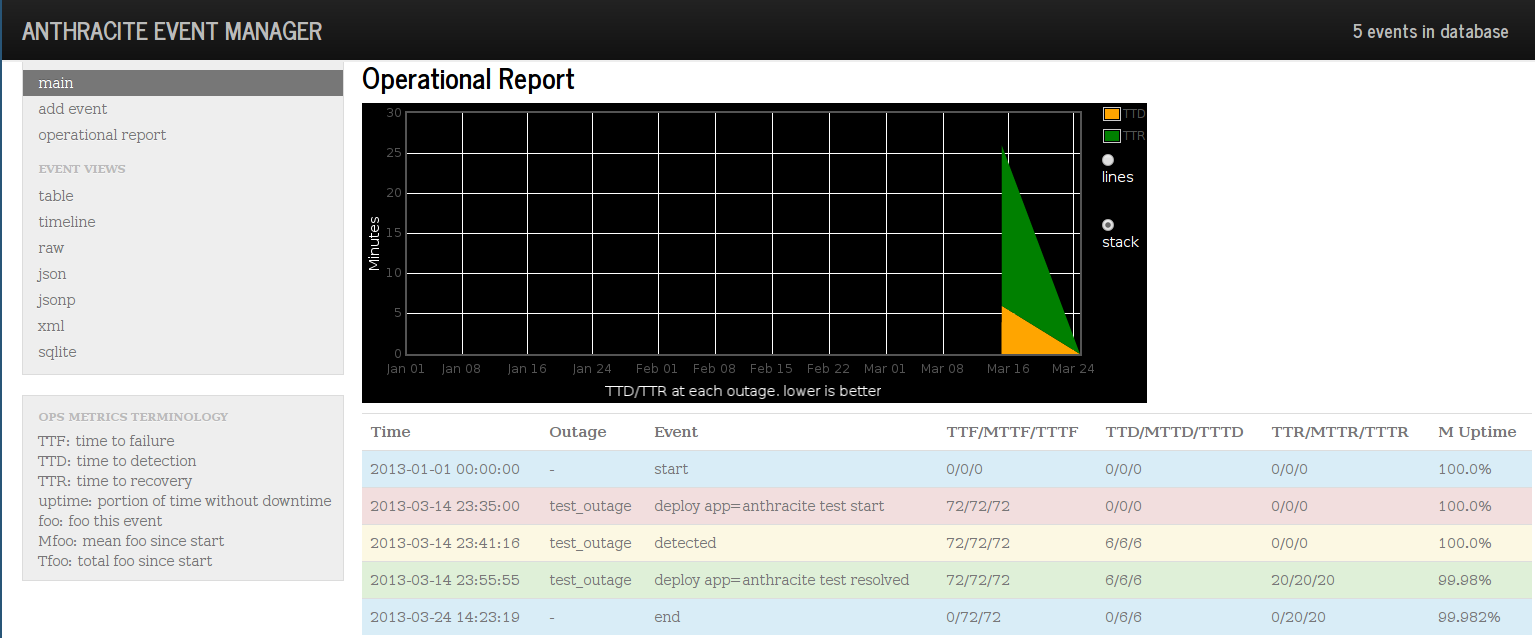 ANTHRACITE EVENT MANAGER
5 events in database
main
add event
operational report
EVENT VIEWS
table
timeline
raw
json
jsonp
xml
sqlite
OPS METRICS TERMINOLOGY
TTF: time to failure
TTD: time to detection
TTR: time to recovery
uptime: portion of time without downtime
foo: foo this event
Mfoo: mean foo since start
Tfoo: total foo since start
Operational Report
30
25
20
15
10
5
0
Minutes
Jan 01 Jan 08 Jan 16 Jan 24 Feb 01 Feb 08 Feb 15 Feb 22 Mar 01 Mar 08 Mar 16 Mar 24
TTD/TTR at each outage. lower is better
TTD
TTR
lines
stack
Time Outage Event TTF/MTTF/TTTF TTD/MTTD/TTTD TTR/MTTR/TTTR M Uptime
2013-01-01 00:00:00 - start 0/0/0 0/0/0 0/0/0 100.0%
2013-03-14 23:35:00 test_outage deploy app=anthracite test start 72/72/72 0/0/0 0/0/0 100.0%
2013-03-14 23:41:16 test_outage detected 72/72/72 6/6/6 0/0/0 100.0%
2013-03-14 23:55:55 test_outage deploy app=anthracite test resolved 72/72/72 6/6/6 20/20/20 99.98%
2013-03-24 14:23:19 - end 0/72/72 0/6/6 0/20/20 99.982%